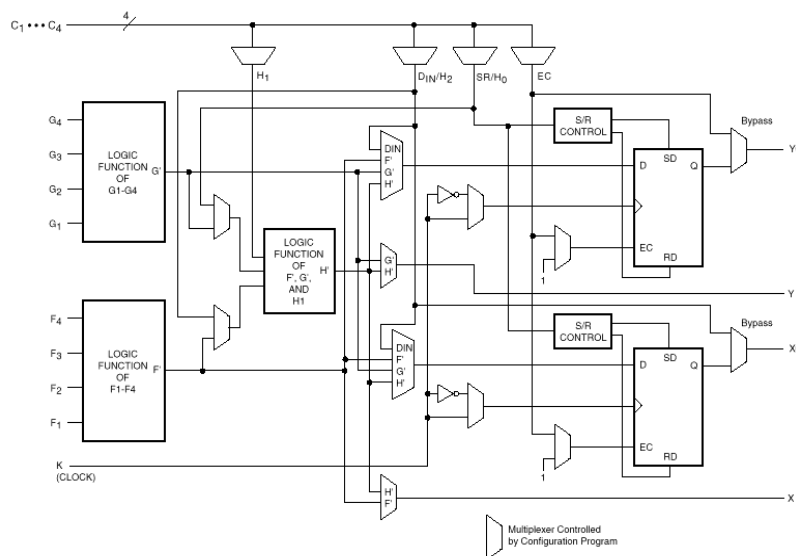 C1 ••• C4
4
H1
DIN/H2
SR/H0
EC
G4
G3
G2
G1
LOGIC
FUNCTION
OF
G1-G4
G'
DIN
F'
G'
H'
S/R
CONTROL
Bypass
D
SD
Q
Y
EC
RD
1
LOGIC
FUNCTION
OF
F', G',
AND
H1
H'
G'
H'
Y
F4
F3
F2
F1
LOGIC
FUNCTION
OF
F1-F4
F'
DIN
F'
G'
H'
S/R
CONTROL
Bypass
D
SD
Q
X
EC
RD
1
K
(CLOCK)
H'
F'
X
Multiplexer Controlled
by Configuration Program